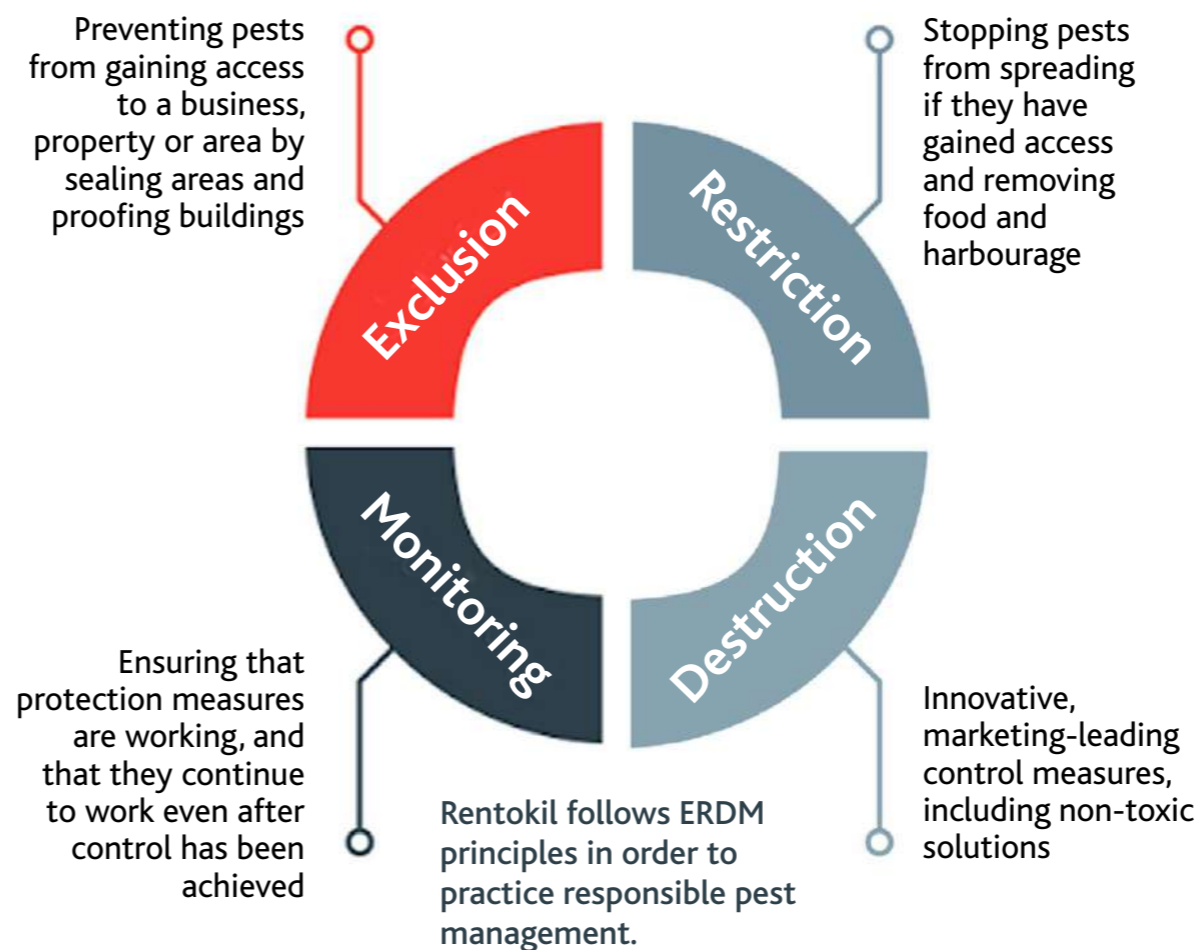 Preventing pests
from gaining access
to a business,
property or area by
sealing areas and
proofing buildings
Exclusion
Stopping pests
from spreading
if they have
gained access
and removing
food and
harbourage
Restriction
Monitoring
Ensuring that
protection measures
are working, and
that they continue
to work even after
control has been
achieved
Destruction
Innovative,
marketing-leading
control measures,
including non-toxic
solutions
Rentokil follows ERDM
principles in order to
practice responsible pest
management.